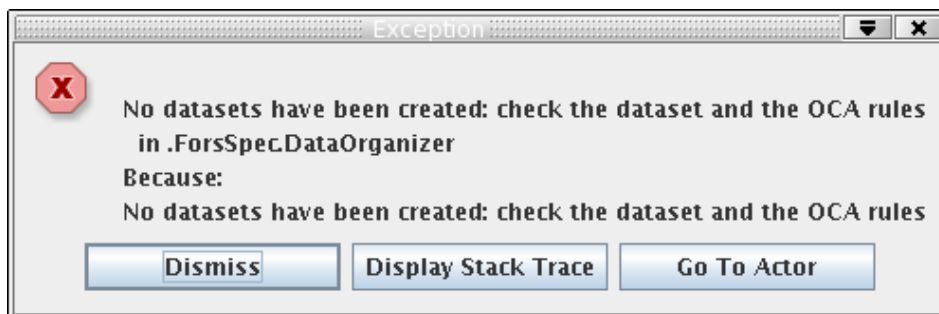 Exception
No datasets have been created: check the dataset and the OCA rules
in .ForsSpec.DataOrganizer
Because:
No datasets have been created: check the dataset and the OCA rules
Dismiss
Display Stack Trace
Go To Actor